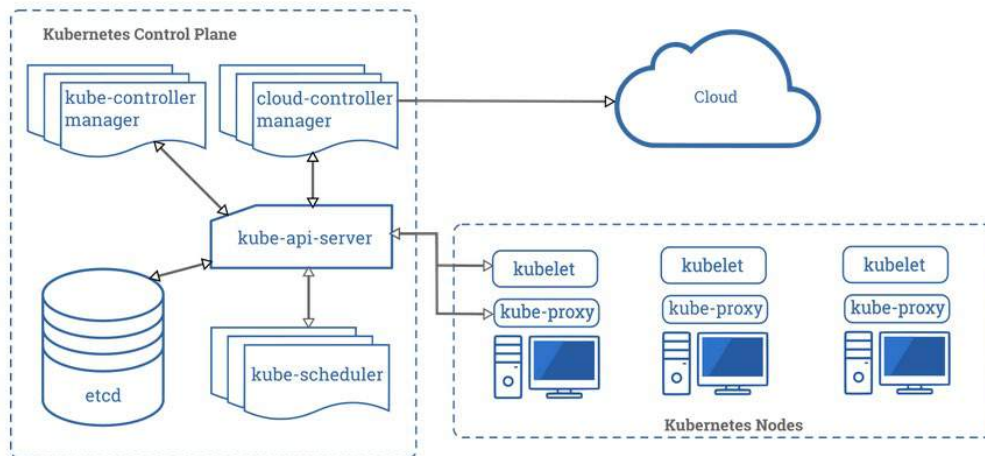 Kubernetes Control Plane
kube-controller
manager
cloud-controller
manager
Cloud
kube-api-server
kubelet
kubelet
kubelet
kube-proxy
kube-proxy
kube-proxy
etcd
kube-scheduler
Kubernetes Nodes